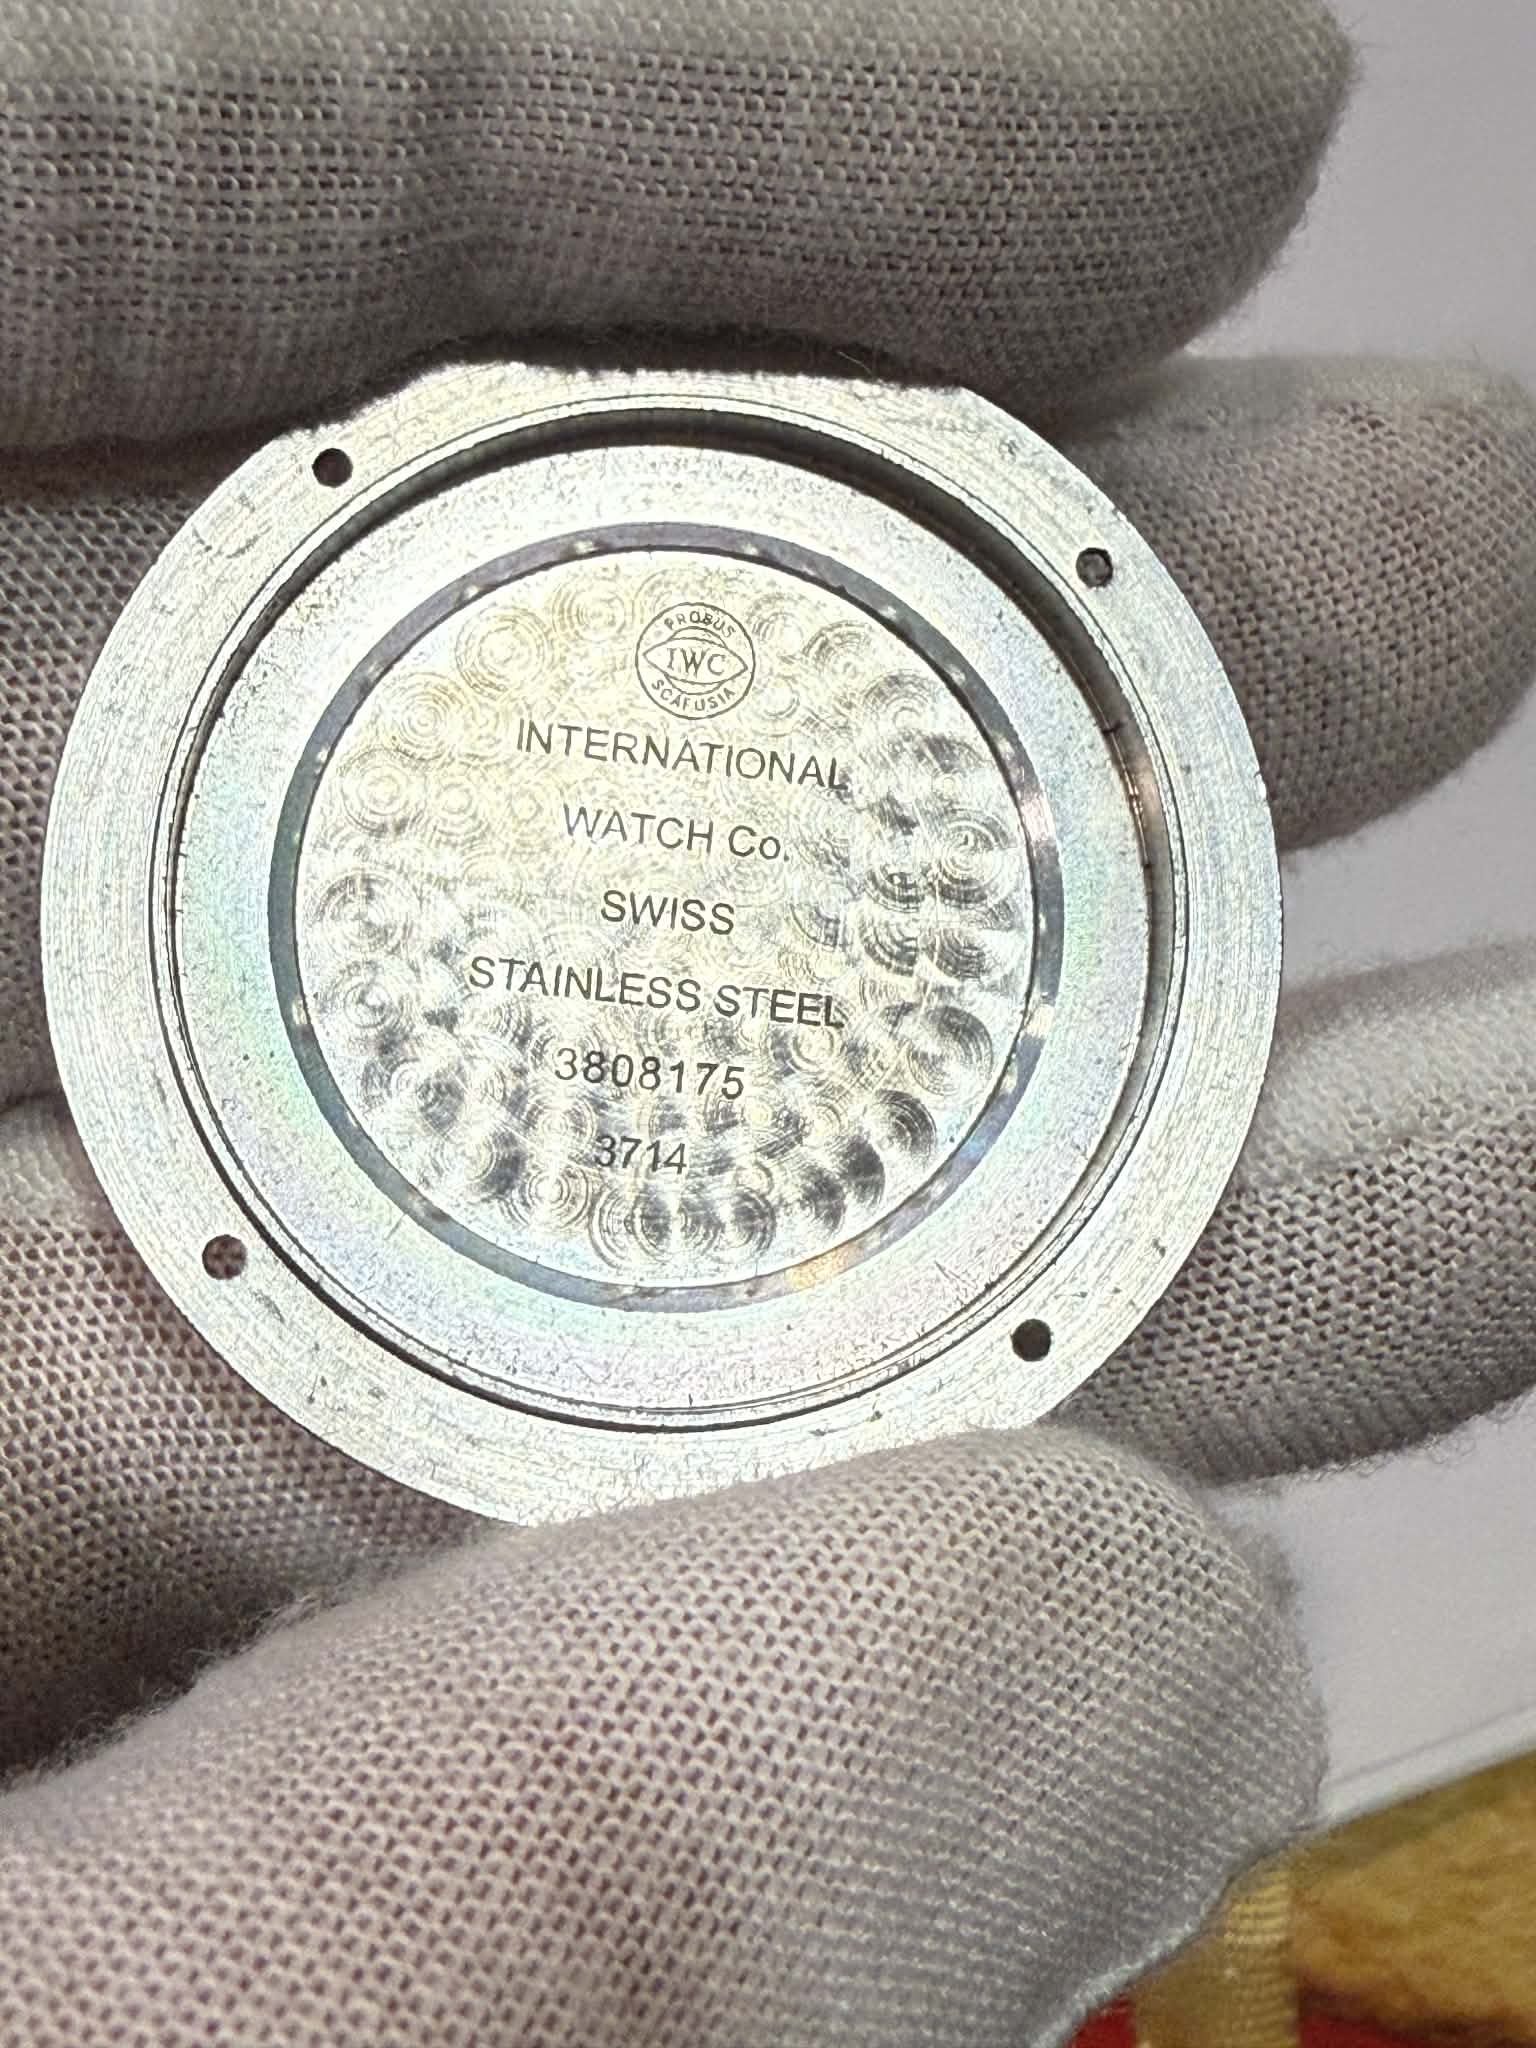 PROBUS
IWC
SCAFUSIA
INTERNATIONAL
WATCH Co.
SWISS
STAINLESS STEEL
3808175
3714